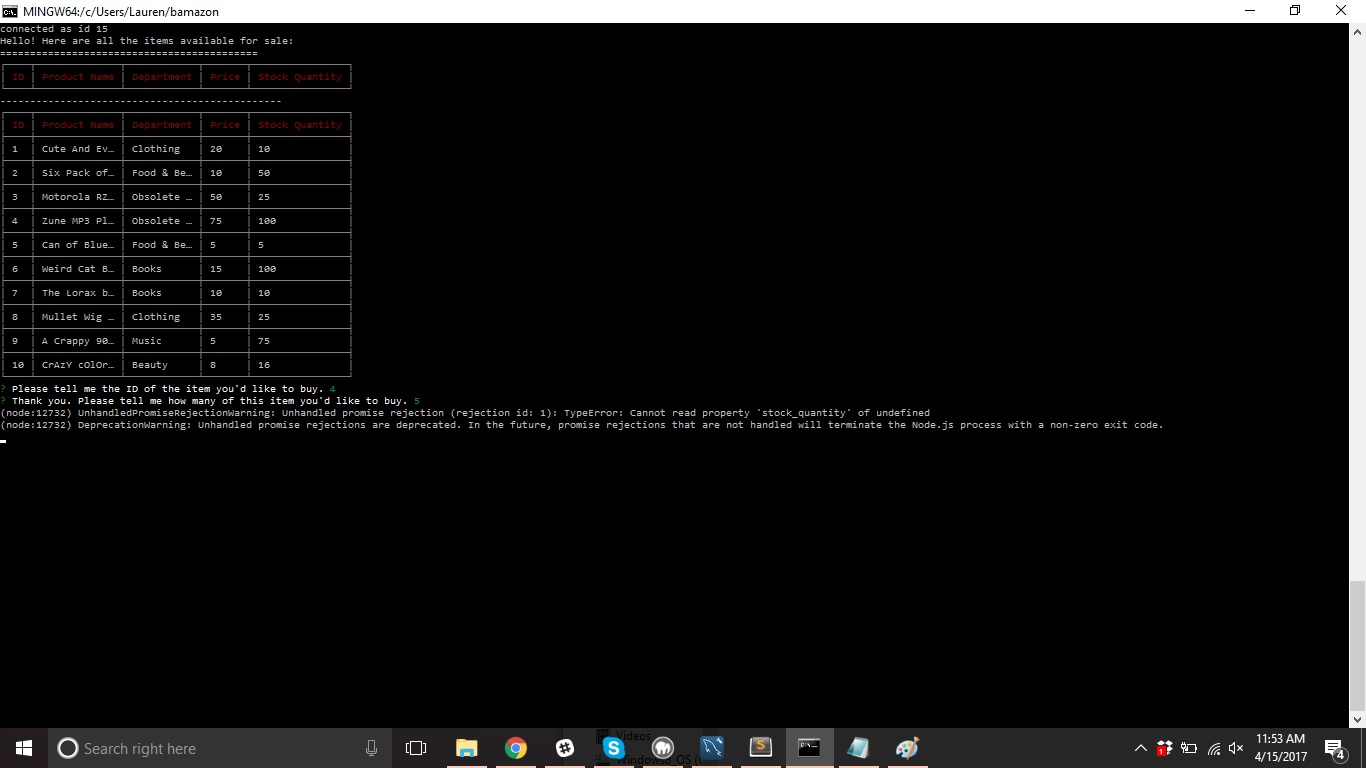 MINGW64:/c/Users/Lauren/bamazon
connected as id 15
Hello! Here are all the items available for sale:
===========================================
ID Product Name Department Price Stock Quantity
-----------------------------------------------
ID Product Name Department Price Stock Quantity
1 Cute And Ev… Clothing 20 10
2 Six Pack of… Food & Be… 10 50
3 Motorola RZ… Obsolete … 50 25
4 Zune MP3 Pl… Obsolete … 75 100
5 Can of Blue… Food & Be… 5 5
6 Weird Cat B… Books 15 100
7 The Lorax b… Books 10 10
8 Mullet Wig … Clothing 35 25
9 A Crappy 90… Music 5 75
10 CrAzY cOlOr… Beauty 8 16
? Please tell me the ID of the item you'd like to buy. 4
? Thank you. Please tell me how many of this item you'd like to buy. 5
(node:12732) UnhandledPromiseRejectionWarning: Unhandled promise rejection (rejection id: 1): TypeError: Cannot read property 'stock_quantity' of undefined
(node:12732) DeprecationWarning: Unhandled promise rejections are deprecated. In the future, promise rejections that are not handled will terminate the Node.js process with a non-zero exit code.
Videos
Search right here
11:53 AM
4/15/2017
4